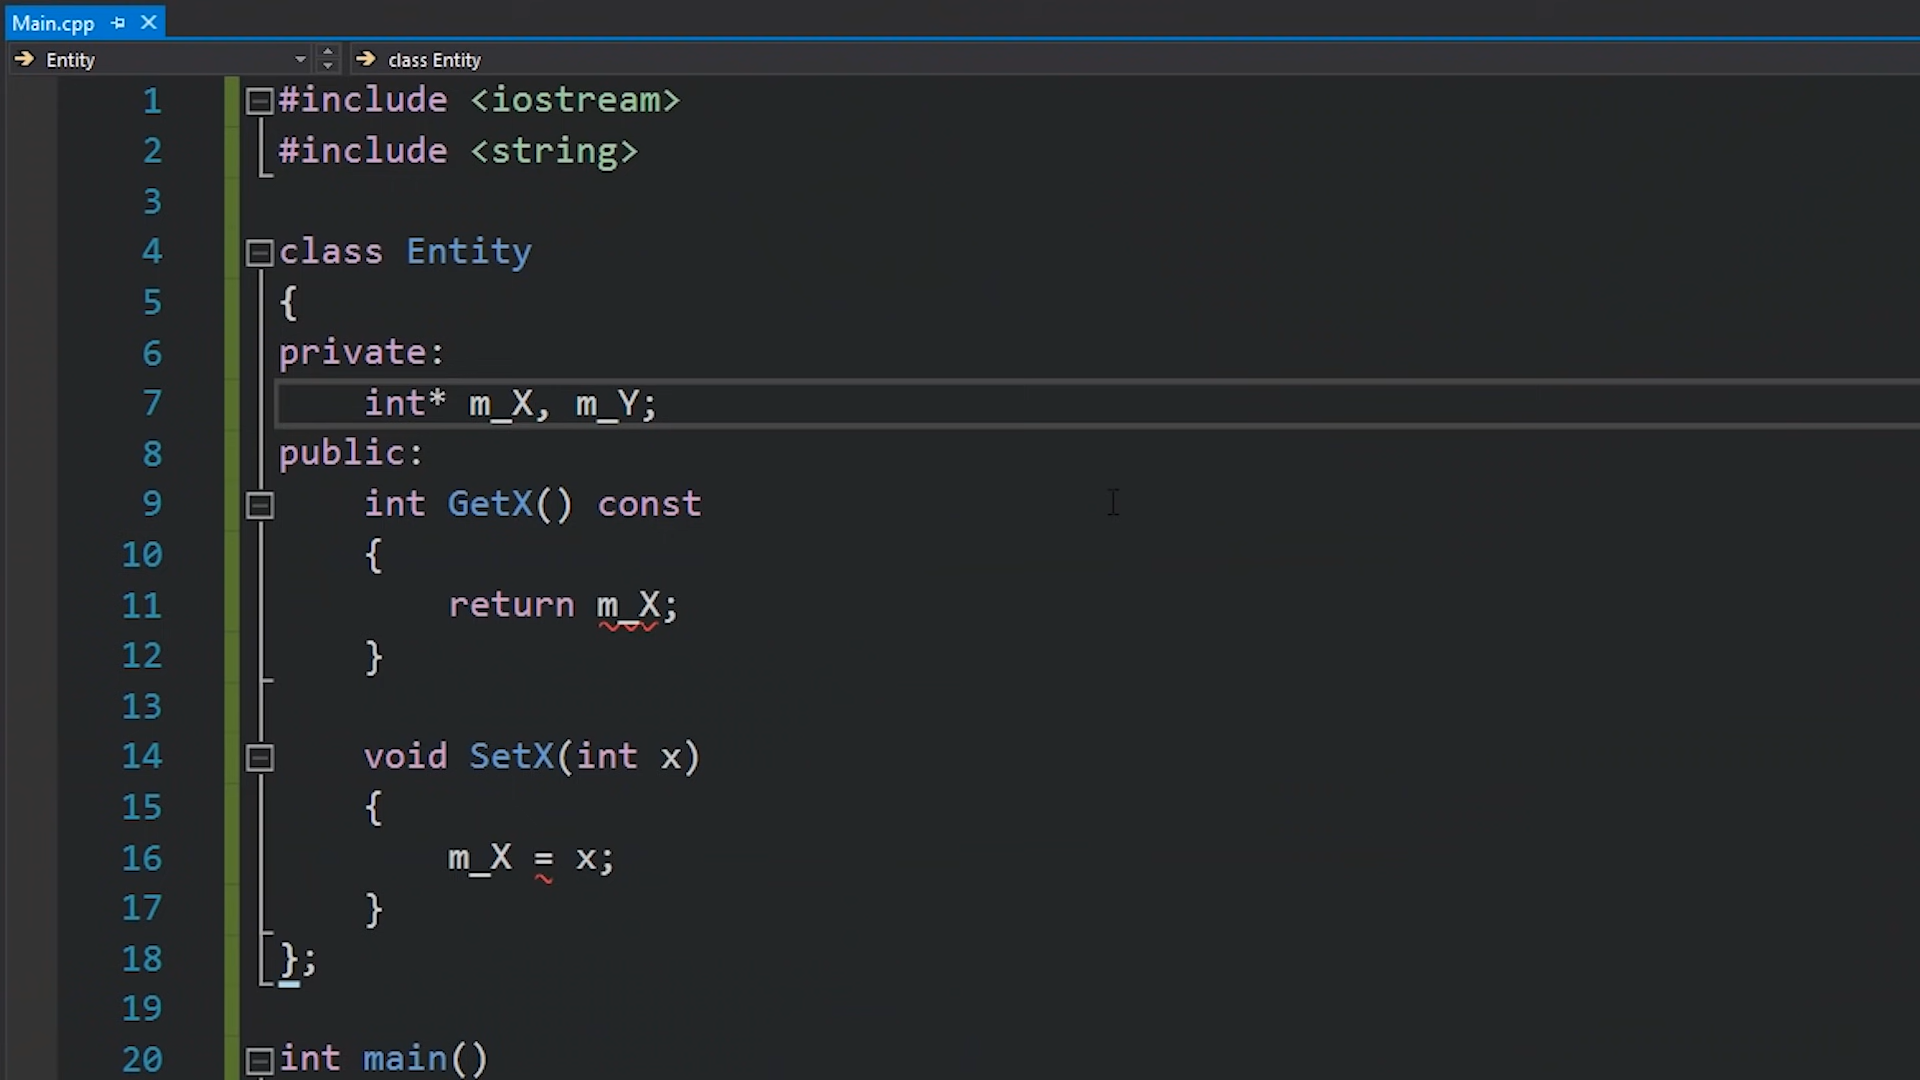 Main.cpp
Entity class Entity
1 #include <iostream>
2 #include <string>
3
4 class Entity
5 {
6 private:
7 int* m_X, m_Y;
8 public:
9 int GetX() const
10 {
11 return m_X;
12 }
13
14 void SetX(int x)
15 {
16 m_X = x;
17 }
18 };
19
20 int main()